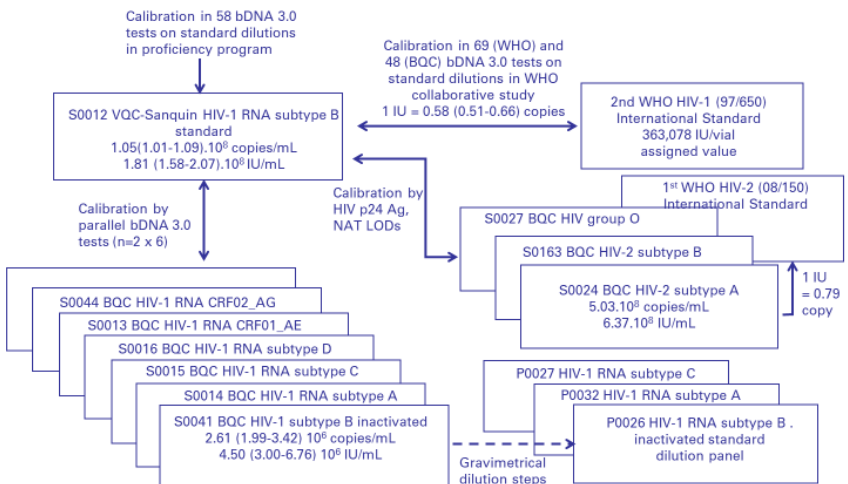 Calibration in 58 bDNA 3.0
tests on standard dilutions
in proficiency program
Calibration in 69 (WHO) and
48 (BQC) bDNA 3.0 tests on
standard dilutions in WHO
collaborative study
1 IU = 0.58 (0.51-0.66) copies
S0012 VQC-Sanquin HIV-1 RNA subtype B
standard
1.05(1.01-1.09).10⁸ copies/mL
1.81 (1.58-2.07).10⁸ IU/mL
2nd WHO HIV-1 (97/650)
International Standard
363,078 IU/vial
assigned value
Calibration by
parallel bDNA 3.0
tests (n=2 x 6)
Calibration by
HIV p24 Ag,
NAT LODs
1ˢᵗ WHO HIV-2 (08/150)
International Standard
S0027 BQC HIV group O
S0163 BQC HIV-2 subtype B
S0024 BQC HIV-2 subtype A
5.03.10⁸ copies/mL
6.37.10⁸ IU/mL
1 IU
= 0.79
copy
S0044 BQC HIV-1 RNA CRF02_AG
S0013 BQC HIV-1 RNA CRF01_AE
S0016 BQC HIV-1 RNA subtype D
S0015 BQC HIV-1 RNA subtype C
S0014 BQC HIV-1 RNA subtype A
S0041 BQC HIV-1 subtype B inactivated
2.61 (1.99-3.42) 10⁶ copies/mL
4.50 (3.00-6.76) 10⁶ IU/mL
Gravimetrical
dilution steps
P0027 HIV-1 RNA subtype C
P0032 HIV-1 RNA subtype A
P0026 HIV-1 RNA subtype B .
inactivated standard
dilution panel